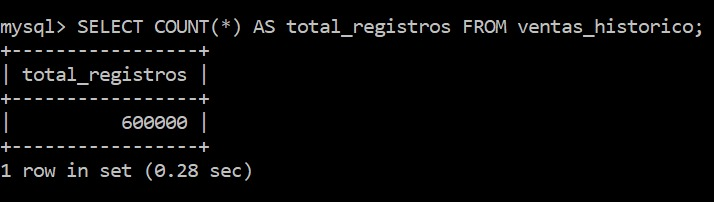 mysql> SELECT COUNT(*) AS total_registros FROM ventas_historico;
+-----------------+
| total_registros |
+-----------------+
|          600000 |
+-----------------+
1 row in set (0.28 sec)